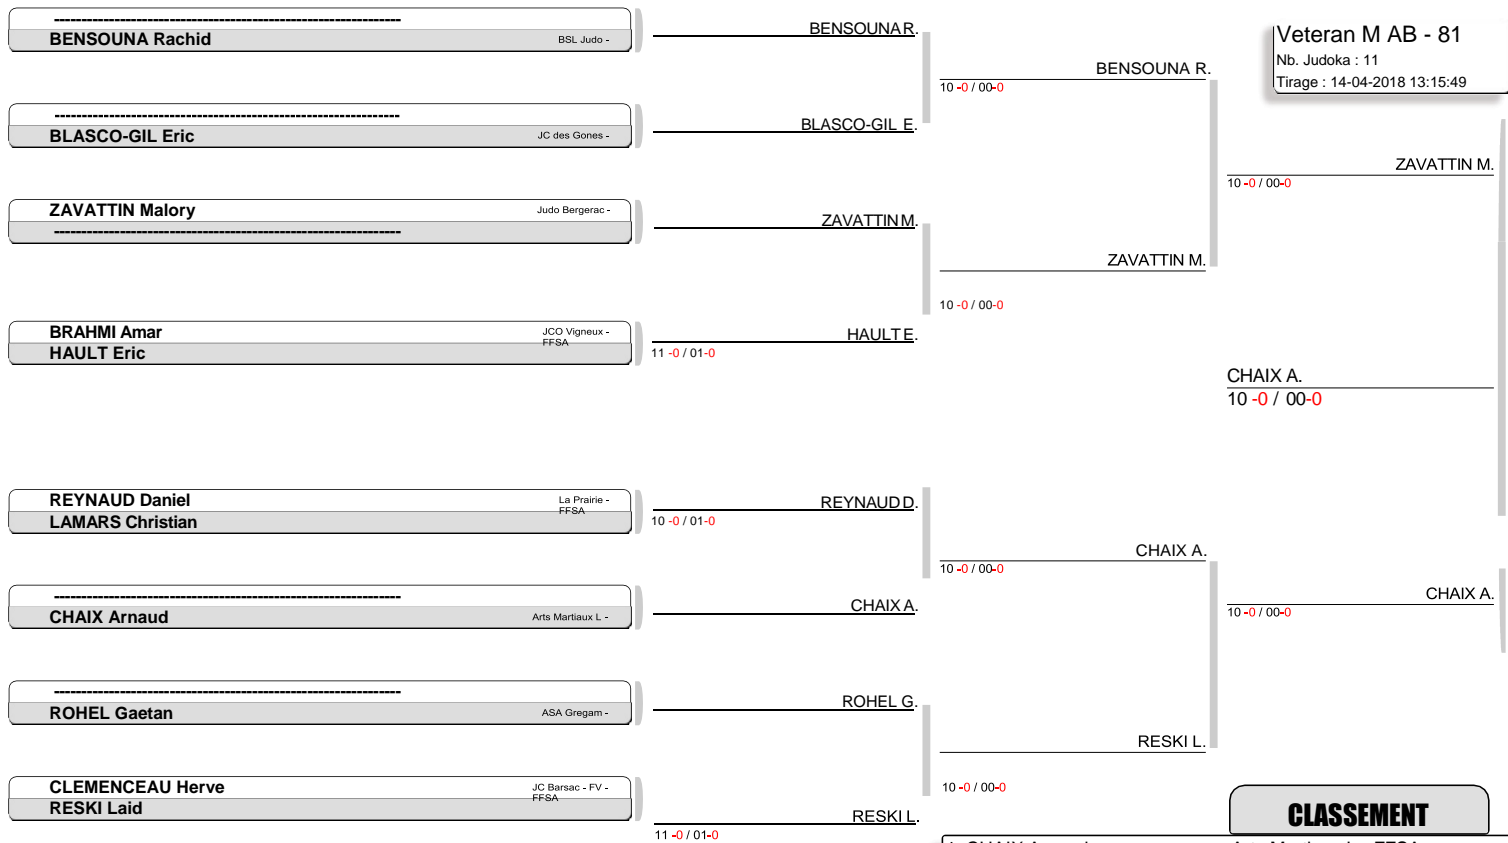 Veteran M AB - 81
Nb. Judoka : 11
Tirage : 14-04-2018 13:15:49
------------------------------------------------------------------
BENSOUNA Rachid BSL Judo -
------------------------------------------------------------------
BLASCO-GIL Eric JC des Gones -
ZAVATTIN Malory Judo Bergerac -
------------------------------------------------------------------
BRAHMI Amar JCO Vigneux -
HAULT Eric FFSA
REYNAUD Daniel La Prairie -
LAMARS Christian FFSA
------------------------------------------------------------------
CHAIX Arnaud Arts Martiaux L -
------------------------------------------------------------------
ROHEL Gaetan ASA Gregam -
CLEMENCEAU Herve JC Barsac - FV -
RESKI Laid FFSA
BENSOUNA R.
BLASCO-GIL E.
ZAVATTIN M.
HAULT E.
11 -0 / 01-0
REYNAUD D.
10 -0 / 01-0
CHAIX A.
ROHEL G.
RESKI L.
11 -0 / 01-0
BENSOUNA R.
10 -0 / 00-0
ZAVATTIN M.
10 -0 / 00-0
CHAIX A.
10 -0 / 00-0
RESKI L.
10 -0 / 00-0
ZAVATTIN M.
10 -0 / 00-0
CHAIX A.
10 -0 / 00-0
CHAIX A.
10 -0 / 00-0
CLASSEMENT